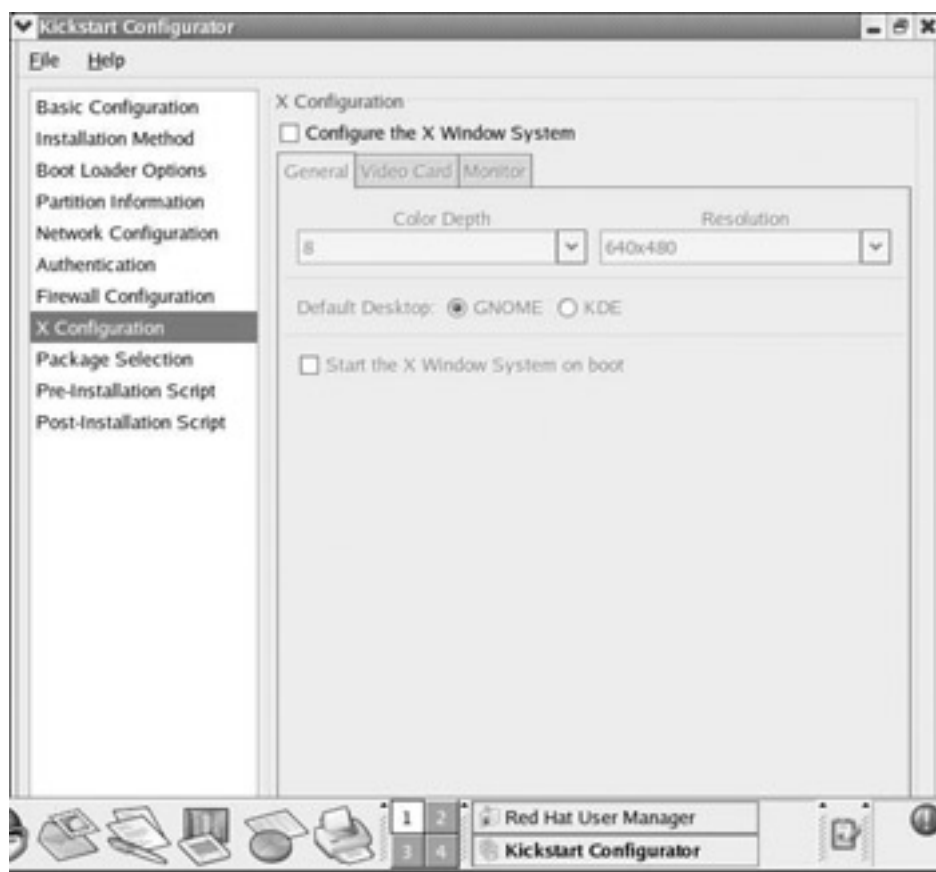 Kickstart Configurator
File Help
Basic Configuration
Installation Method
Boot Loader Options
Partition Information
Network Configuration
Authentication
Firewall Configuration
X Configuration
Package Selection
Pre-Installation Script
Post-Installation Script
X Configuration
Configure the X Window System
General Video Card Monitor
Color Depth Resolution
8 640x480
Default Desktop: GNOME KDE
Start the X Window System on boot
1 2 Red Hat User Manager
3 4 Kickstart Configurator